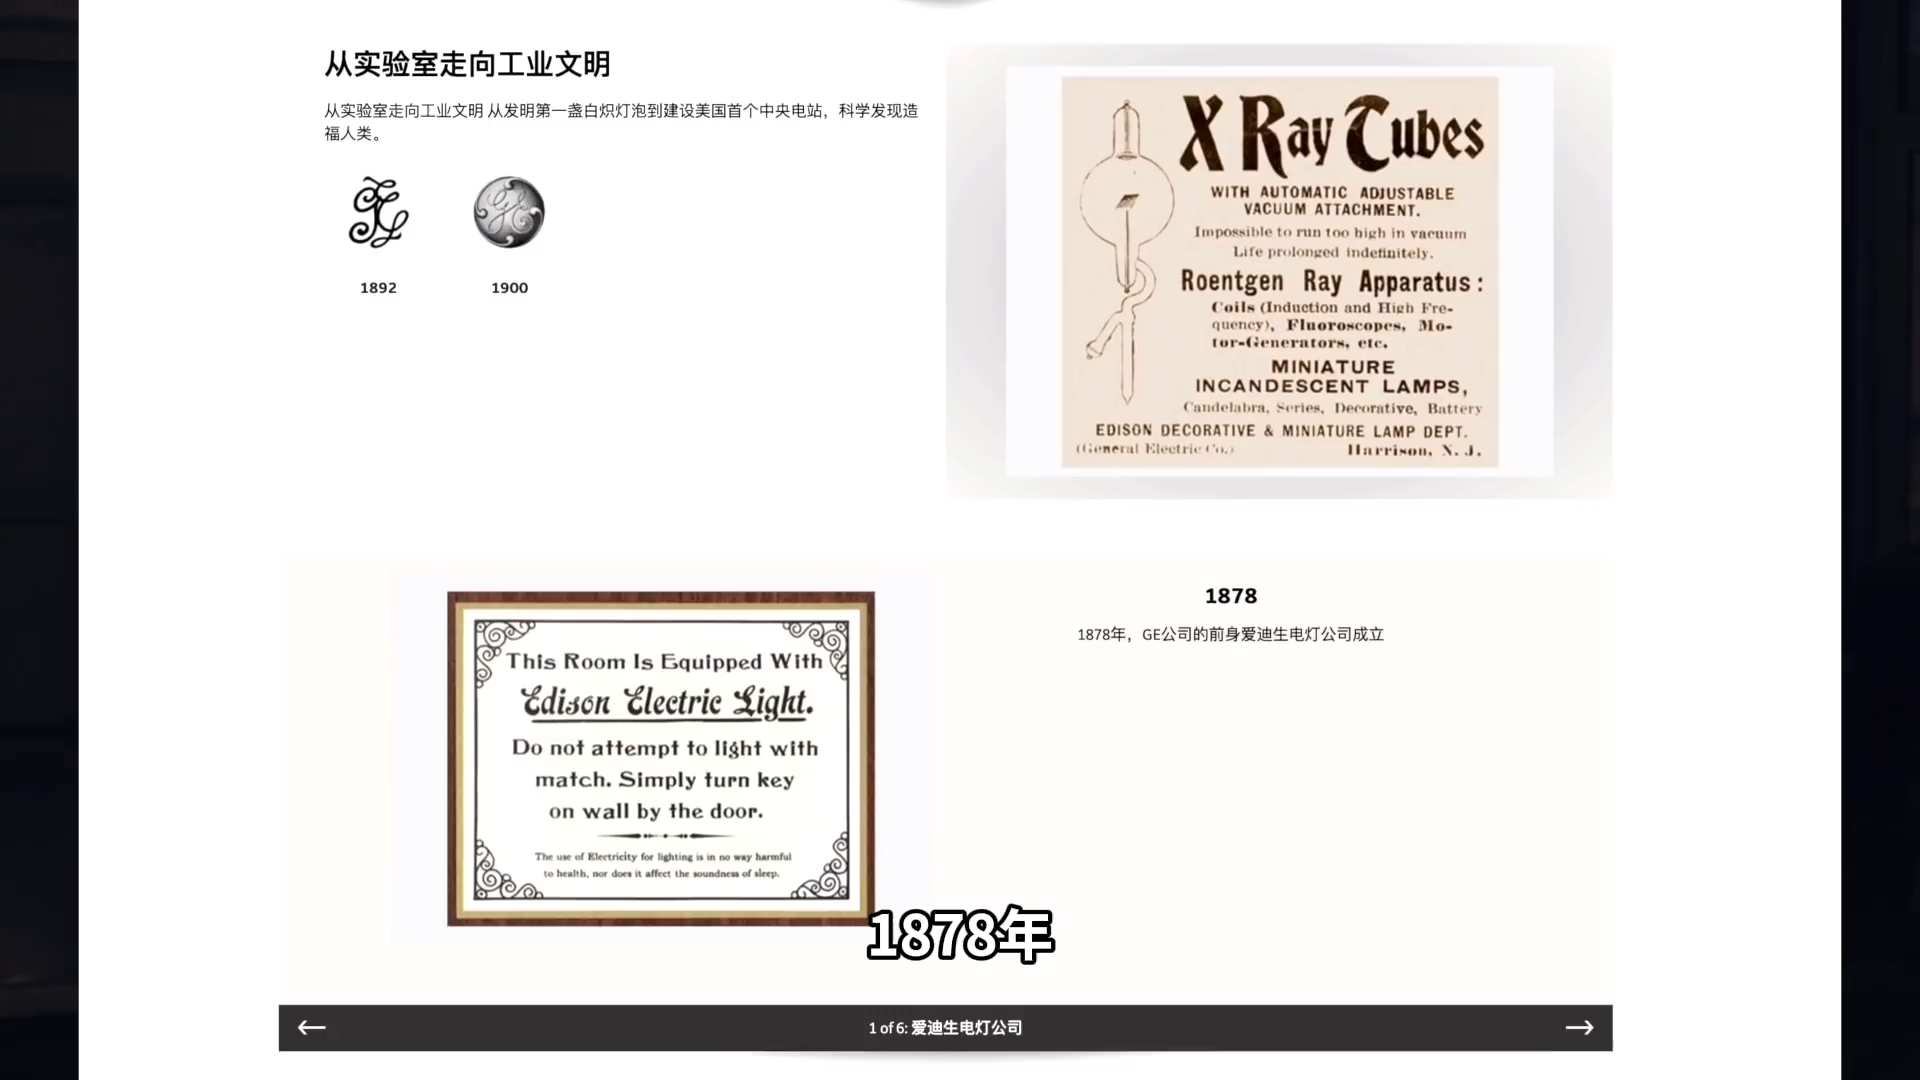 从实验室走向工业文明
从实验室走向工业文明 从发明第一盏白炽灯泡到建设美国首个中央电站，科学发现造
福人类。
1892
1900
X Ray Tubes
WITH AUTOMATIC ADJUSTABLE
VACUUM ATTACHMENT.
Impossible to run too high in vacuum
Life prolonged indefinitely.
Roentgen Ray Apparatus:
Coils (Induction and High Fre-
quency), Fluoroscopes, Mo-
tor-Generators, etc.
MINIATURE
INCANDESCENT LAMPS,
Candelabra, Series, Decorative, Battery
EDISON DECORATIVE & MINIATURE LAMP DEPT.
(General Electric Co.) Harrison, N. J.
This Room Is Equipped With
Edison Electric Light.
Do not attempt to light with
match. Simply turn key
on wall by the door.
The use of Electricity for lighting is in no way harmful
to health, nor does it affect the soundness of sleep.
1878
1878年，GE公司的前身爱迪生电灯公司成立
1878年
1 of 6: 爱迪生电灯公司